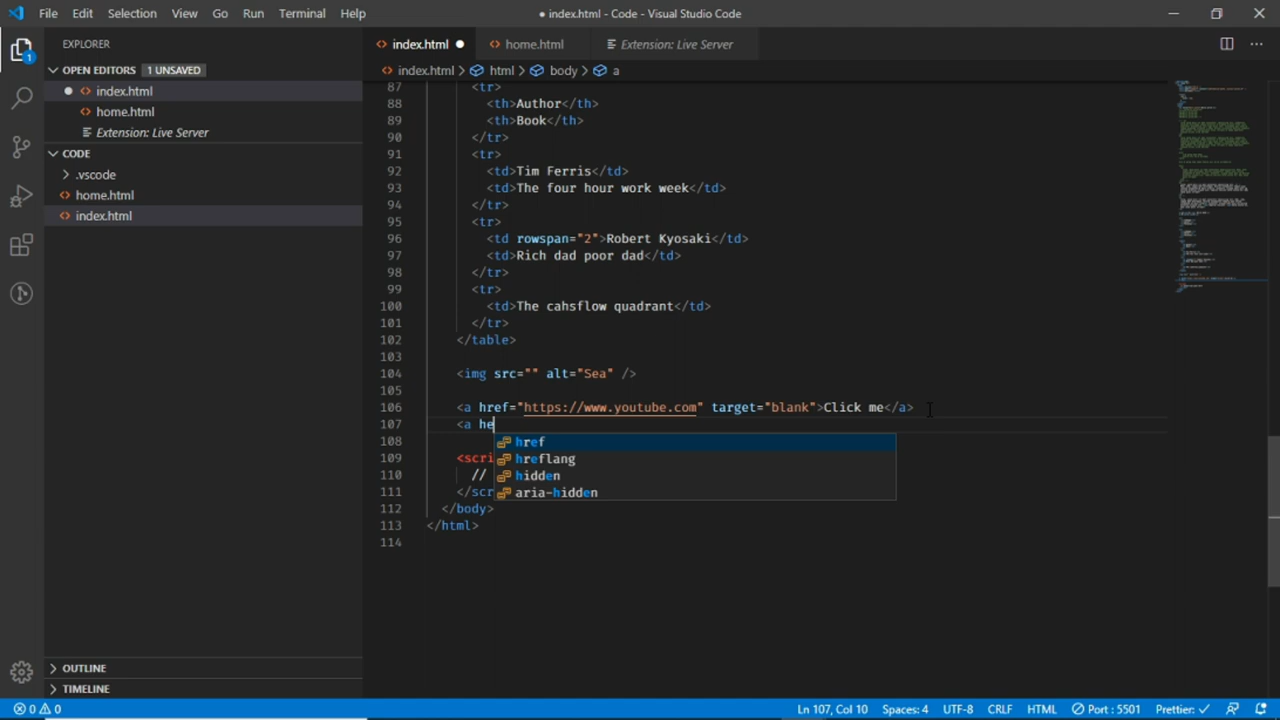 File Edit Selection View Go Run Terminal Help
● index.html - Code - Visual Studio Code
EXPLORER
OPEN EDITORS 1 UNSAVED
index.html
home.html
Extension: Live Server
CODE
.vscode
home.html
index.html
OUTLINE
TIMELINE
1
index.html home.html Extension: Live Server
index.html > html > body > a
87 <tr>
88 <th>Author</th>
89 <th>Book</th>
90 </tr>
91 <tr>
92 <td>Tim Ferris</td>
93 <td>The four hour work week</td>
94 </tr>
95 <tr>
96 <td rowspan="2">Robert Kyosaki</td>
97 <td>Rich dad poor dad</td>
98 </tr>
99 <tr>
100 <td>The cahsflow quadrant</td>
101 </tr>
102 </table>
103
104 <img src="" alt="Sea" />
105
106 <a href="https://www.youtube.com" target="blank">Click me</a>
107 <a he
108 href
hreflang
109 <scri
110 // hidden
111 </scr aria-hidden
112 </body>
113 </html>
114
0 0 Ln 107, Col 10 Spaces: 4 UTF-8 CRLF HTML Port : 5501 Prettier: ✓